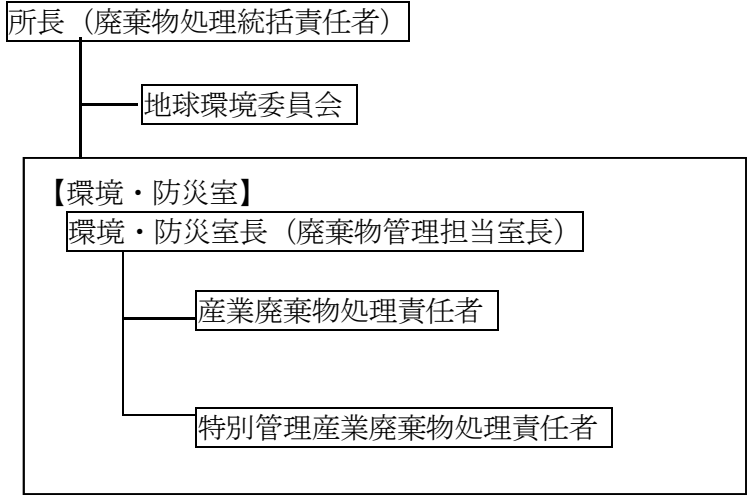 所長（廃棄物処理統括責任者）
地球環境委員会
【環境・防災室】
環境・防災室長（廃棄物管理担当室長）
産業廃棄物処理責任者
特別管理産業廃棄物処理責任者